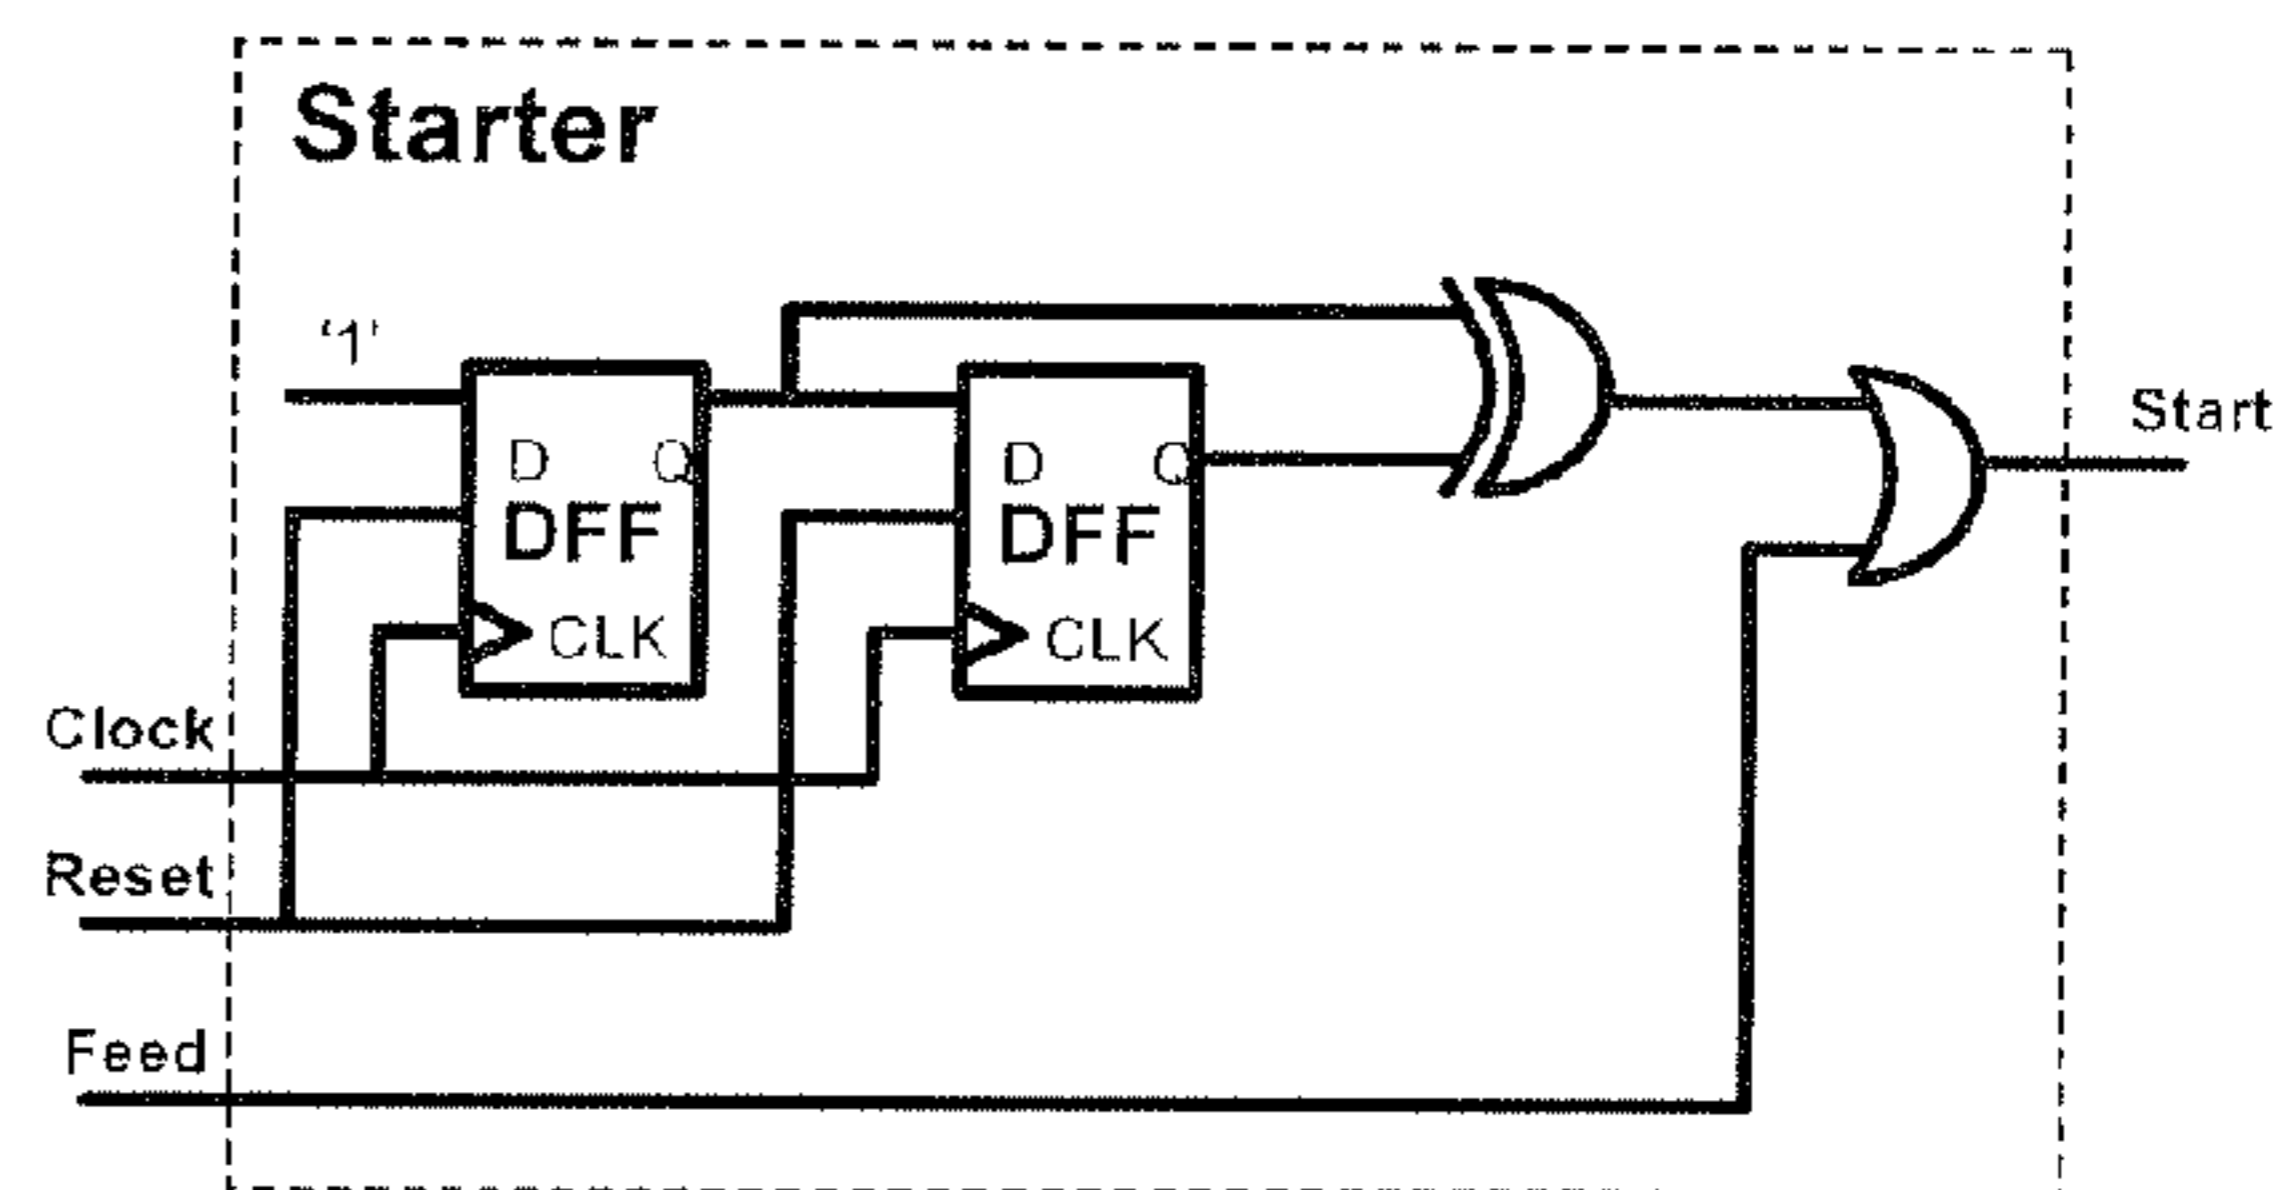 Starter
'1'
Start
D Q D Q
DFF DFF
CLK CLK
Clock
Reset
Feed